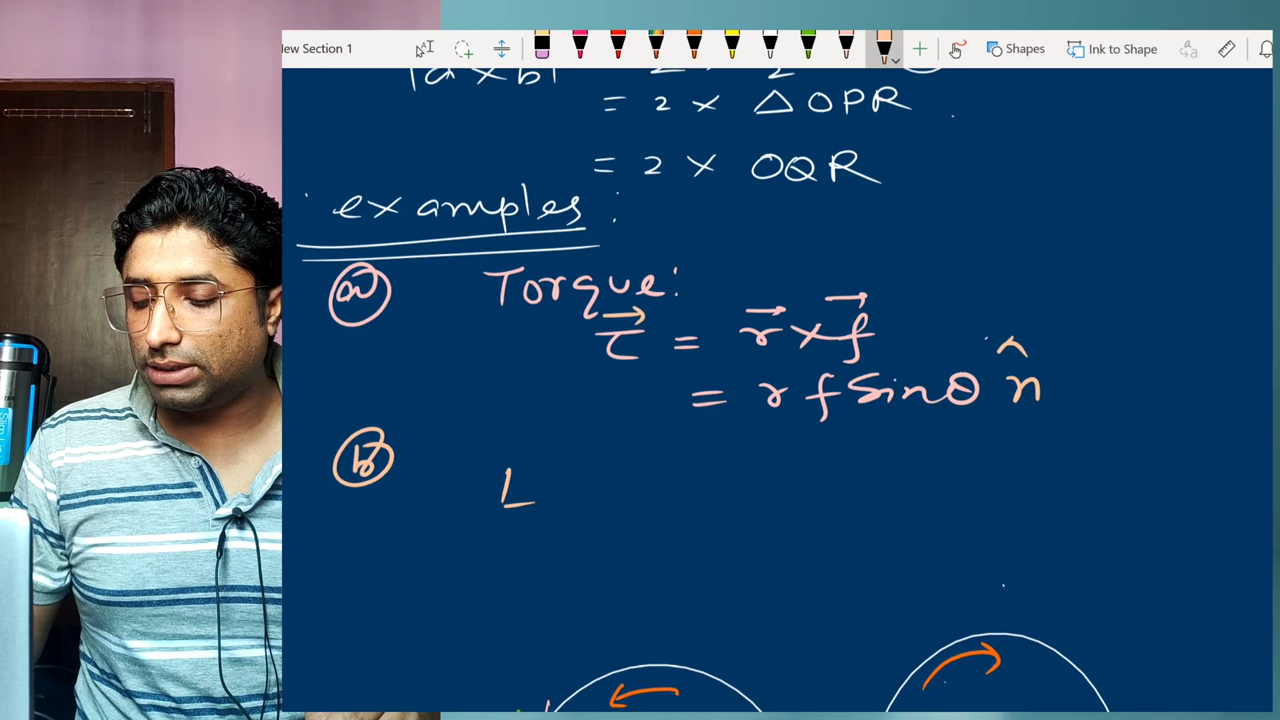 New Section 1
Shapes
Ink to Shape
|a×b|
= 2 × △OPR
= 2 × OQR
examples:
(a) Torque:
τ⃗ = r⃗ × f⃗
= r f Sinθ n̂
(b) L